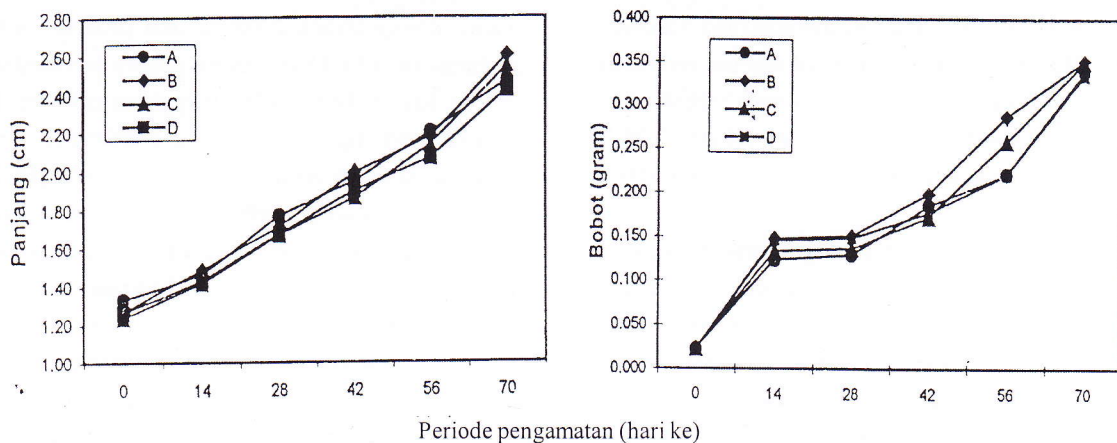 Panjang (cm)
2.80
2.60
2.40
2.20
2.00
1.80
1.60
1.40
1.20
1.00
A
B
C
D
0 14 28 42 56 70
Bobot (gram)
0.400
0.350
0.300
0.250
0.200
0.150
0.100
0.050
0.000
A
B
C
D
0 14 28 42 56 70
Periode pengamatan (hari ke)